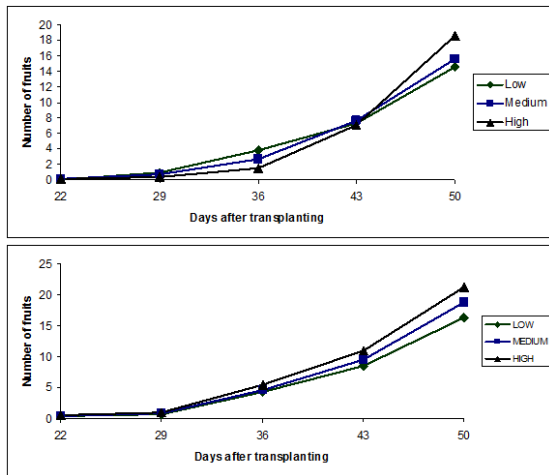 20
18
16
14
12
10
8
6
4
2
0
Number of fruits
22 29 36 43 50
Days after transplanting
Low
Medium
High
25
20
15
10
5
0
Number of fruits
22 29 36 43 50
Days after transplanting
LOW
MEDIUM
HIGH